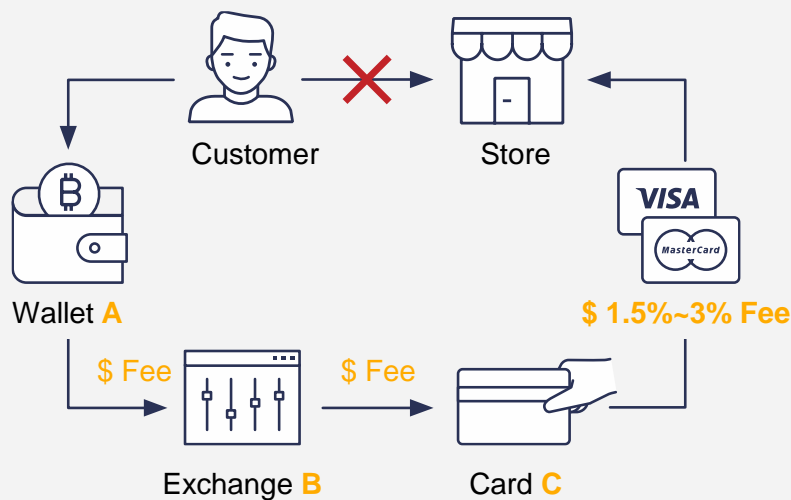 Customer
Store
VISA
MasterCard
Wallet A
$ 1.5%~3% Fee
$ Fee
$ Fee
Exchange B
Card C